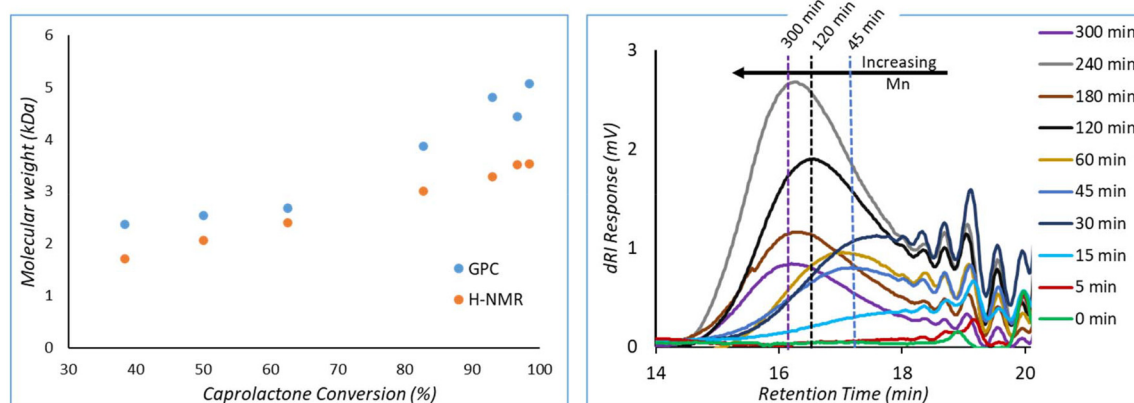 6
5
4
3
2
1
0
30 40 50 60 70 80 90 100
Molecular weight (kDa)
Caprolactone Conversion (%)
GPC
H-NMR
300 min
120 min
45 min
Increasing
Mn
3
2
1
0
14 16 18 20
dRI Response (mV)
Retention Time (min)
300 min
240 min
180 min
120 min
60 min
45 min
30 min
15 min
5 min
0 min